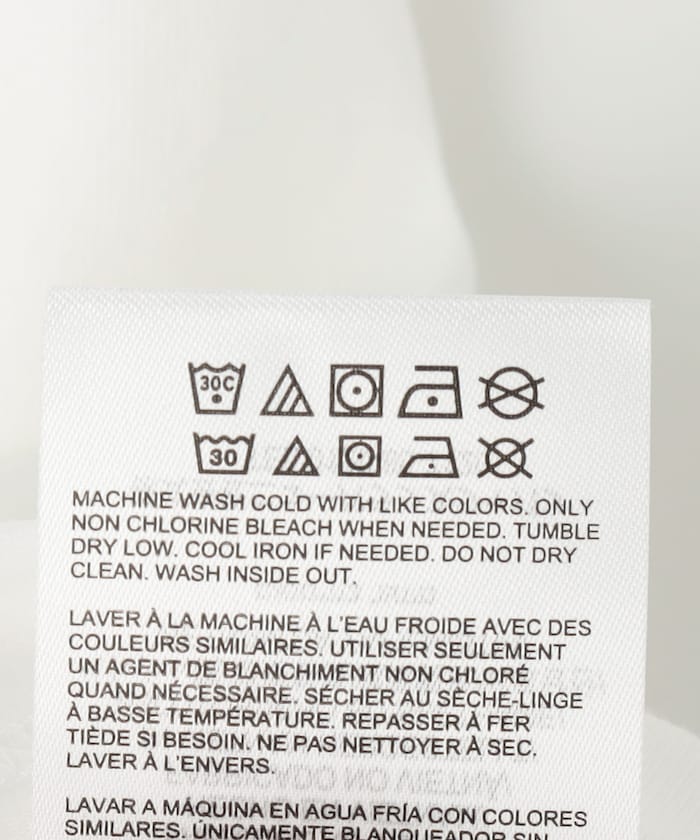 30C
30
MACHINE WASH COLD WITH LIKE COLORS. ONLY
NON CHLORINE BLEACH WHEN NEEDED. TUMBLE
DRY LOW. COOL IRON IF NEEDED. DO NOT DRY
CLEAN. WASH INSIDE OUT.
LAVER À LA MACHINE À L'EAU FROIDE AVEC DES
COULEURS SIMILAIRES. UTILISER SEULEMENT
UN AGENT DE BLANCHIMENT NON CHLORÉ
QUAND NÉCESSAIRE. SÉCHER AU SÈCHE-LINGE
À BASSE TEMPÉRATURE. REPASSER À FER
TIÈDE SI BESOIN. NE PAS NETTOYER À SEC.
LAVER À L'ENVERS.
LAVAR A MÁQUINA EN AGUA FRÍA CON COLORES
SIMILARES. ÚNICAMENTE BLANQUEADOR SIN